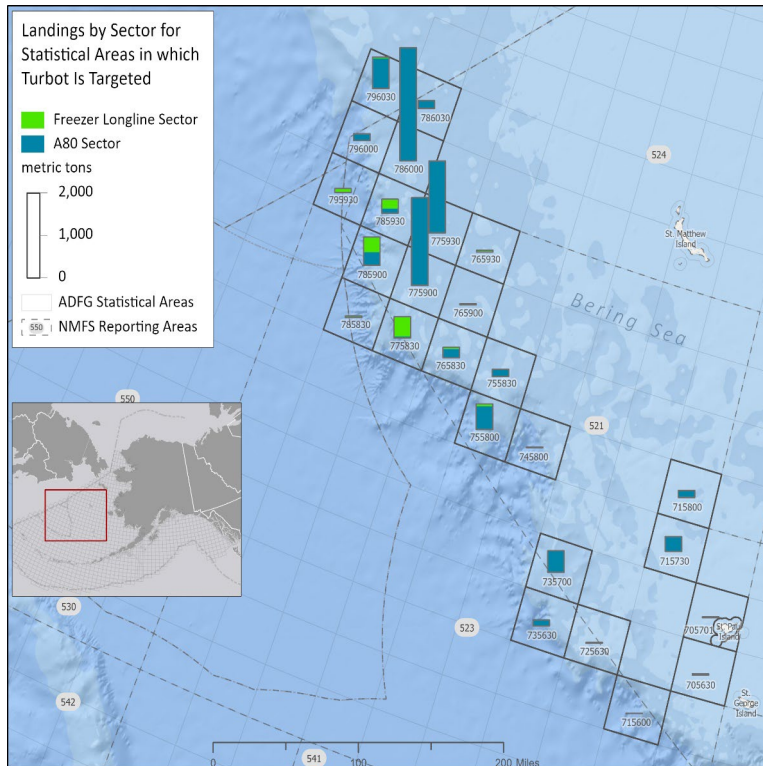 Landings by Sector for
Statistical Areas in which
Turbot Is Targeted
Freezer Longline Sector
A80 Sector
metric tons
2,000
1,000
0
ADFG Statistical Areas
550 NMFS Reporting Areas
796030
786030
796000
786000
524
795930
785930
775930
765930
St. Matthew
Island
785900
775900
765900
Bering Sea
785830
775830
765830
755830
550
755800
745800
521
715800
715730
735700
530
523
735630
725630
705701
St. Paul
Island
705630
542
715600
St.
George
Island
541
0 100 200 Miles